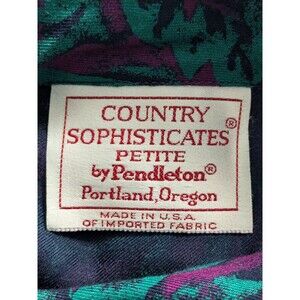 COUNTRY
SOPHISTICATES®
PETITE
by Pendleton®
Portland, Oregon
MADE IN U.S.A.
OF IMPORTED FABRIC